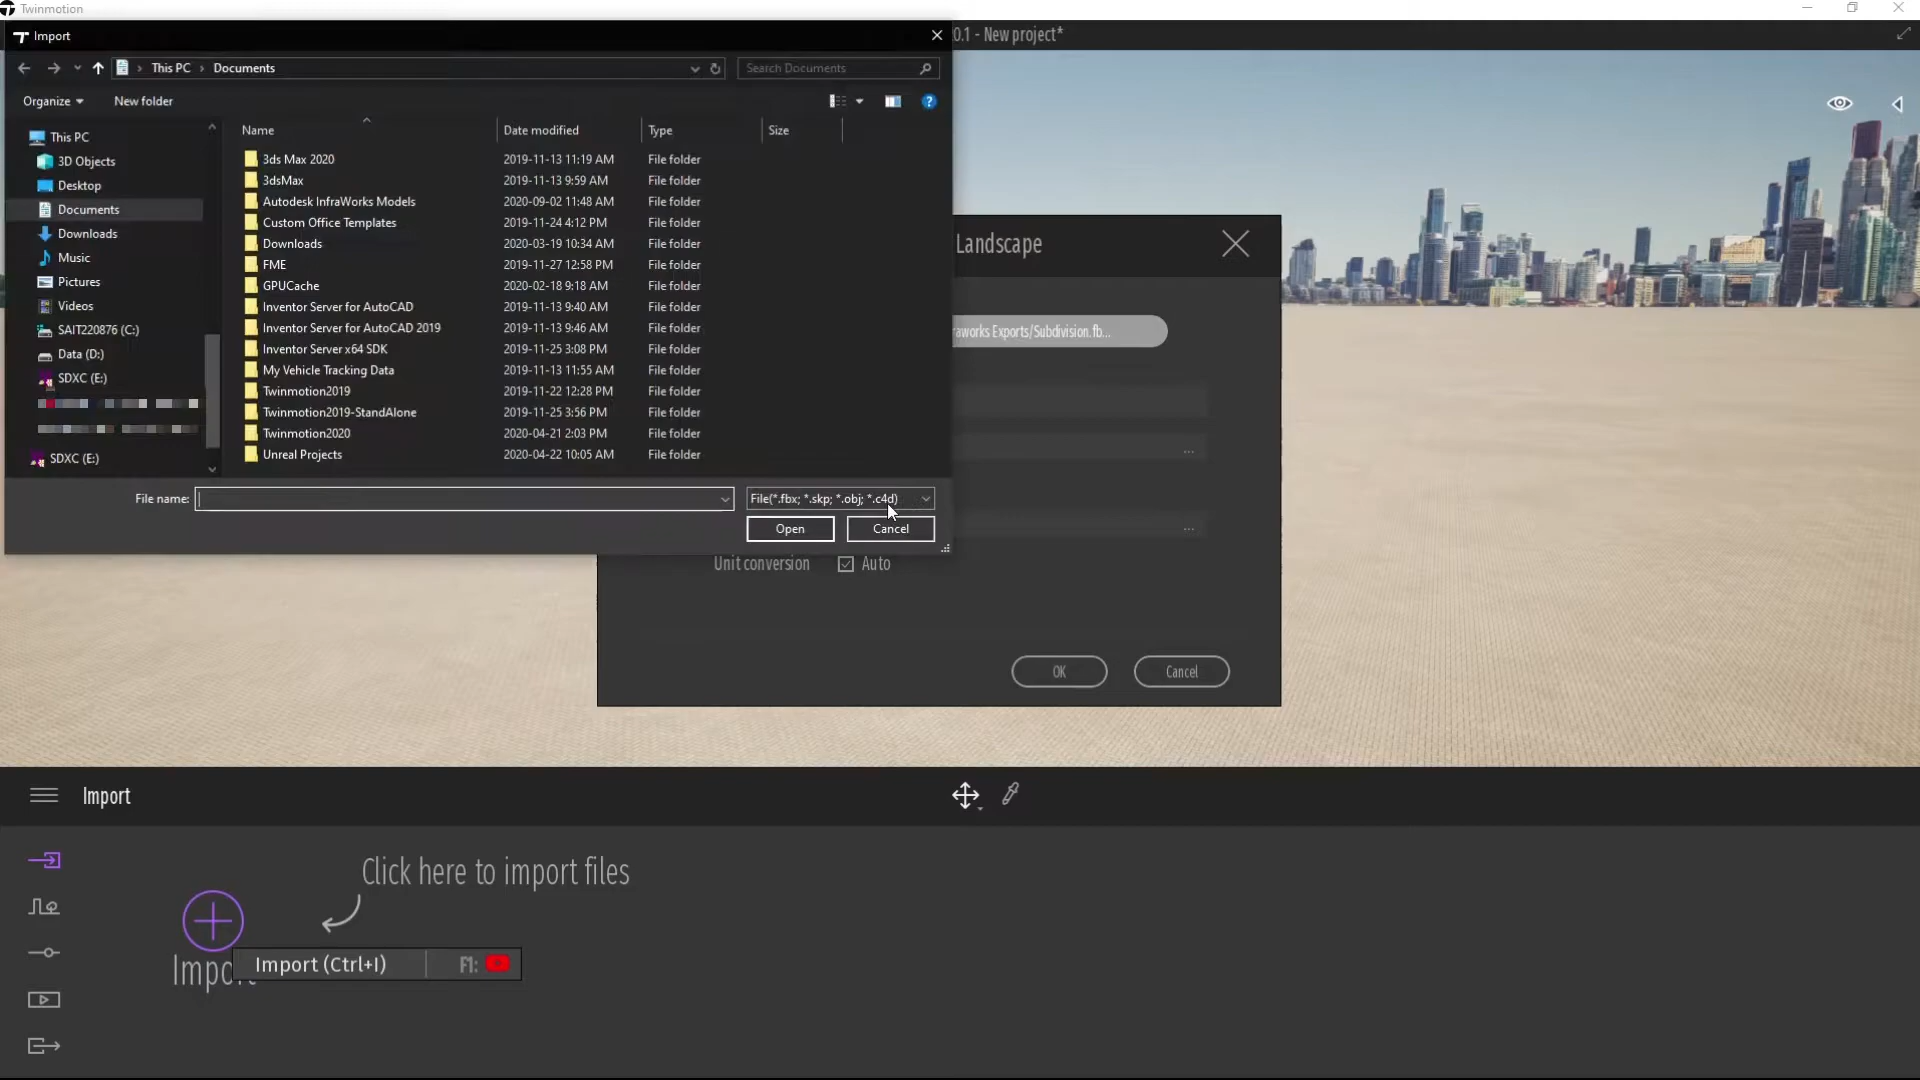 Twinmotion
Import
0.1 - New project*
This PC › Documents
Search Documents
Organize
New folder
Name
Date modified
Type
Size
This PC
3D Objects
Desktop
Documents
Downloads
Music
Pictures
Videos
SAIT220876 (C:)
Data (D:)
SDXC (E:)
SDXC (E:)
3ds Max 2020 2019-11-13 11:19 AM File folder
3dsMax 2019-11-13 9:59 AM File folder
Autodesk InfraWorks Models 2020-09-02 11:48 AM File folder
Custom Office Templates 2019-11-24 4:12 PM File folder
Downloads 2020-03-19 10:34 AM File folder
FME 2019-11-27 12:58 PM File folder
GPUCache 2020-02-18 9:18 AM File folder
Inventor Server for AutoCAD 2019-11-13 9:40 AM File folder
Inventor Server for AutoCAD 2019 2019-11-13 9:46 AM File folder
Inventor Server x64 SDK 2019-11-25 3:08 PM File folder
My Vehicle Tracking Data 2019-11-13 11:55 AM File folder
Twinmotion2019 2019-11-22 12:28 PM File folder
Twinmotion2019-StandAlone 2019-11-25 3:56 PM File folder
Twinmotion2020 2020-04-21 2:03 PM File folder
Unreal Projects 2020-04-22 10:05 AM File folder
File name:
File(*.fbx; *.skp; *.obj; *.c4d)
Open
Cancel
Landscape
raworks Exports/Subdivision.fb...
...
...
Unit conversion
Auto
OK
Cancel
Import
Click here to import files
Import
Import (Ctrl+I)
F1: